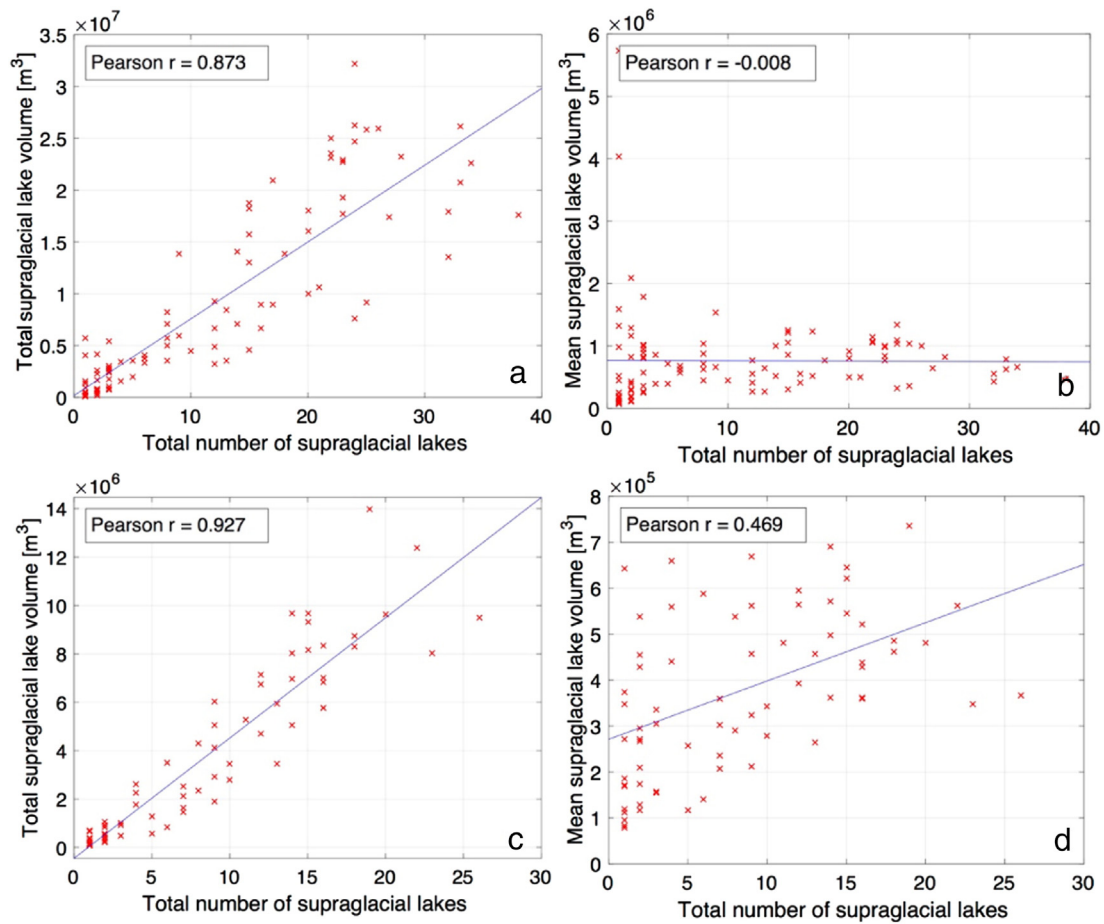 ×10⁷
3.5
3
2.5
2
1.5
1
0.5
0
Total supraglacial lake volume [m³]
Pearson r = 0.873
a
0 10 20 30 40
Total number of supraglacial lakes
×10⁶
6
5
4
3
2
1
0
Mean supraglacial lake volume [m³]
Pearson r = -0.008
b
0 10 20 30 40
Total number of supraglacial lakes
×10⁶
14
12
10
8
6
4
2
0
Total supraglacial lake volume [m³]
Pearson r = 0.927
c
0 5 10 15 20 25 30
Total number of supraglacial lakes
×10⁵
8
7
6
5
4
3
2
1
0
Mean supraglacial lake volume [m³]
Pearson r = 0.469
d
0 5 10 15 20 25 30
Total number of supraglacial lakes